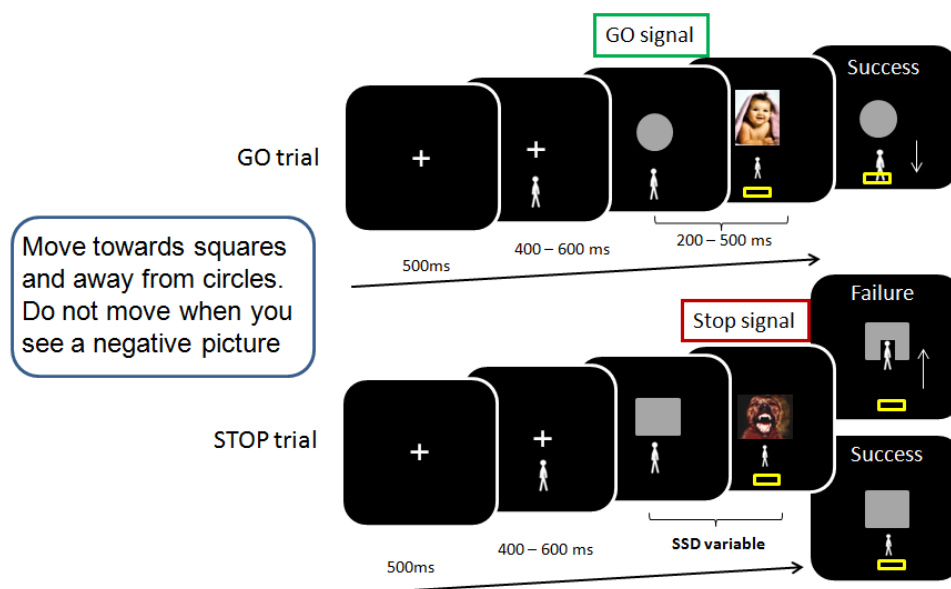 GO signal
Success
GO trial
200 – 500 ms
400 – 600 ms
500ms
Move towards squares
and away from circles.
Do not move when you
see a negative picture
Stop signal
Failure
STOP trial
Success
SSD variable
400 – 600 ms
500ms